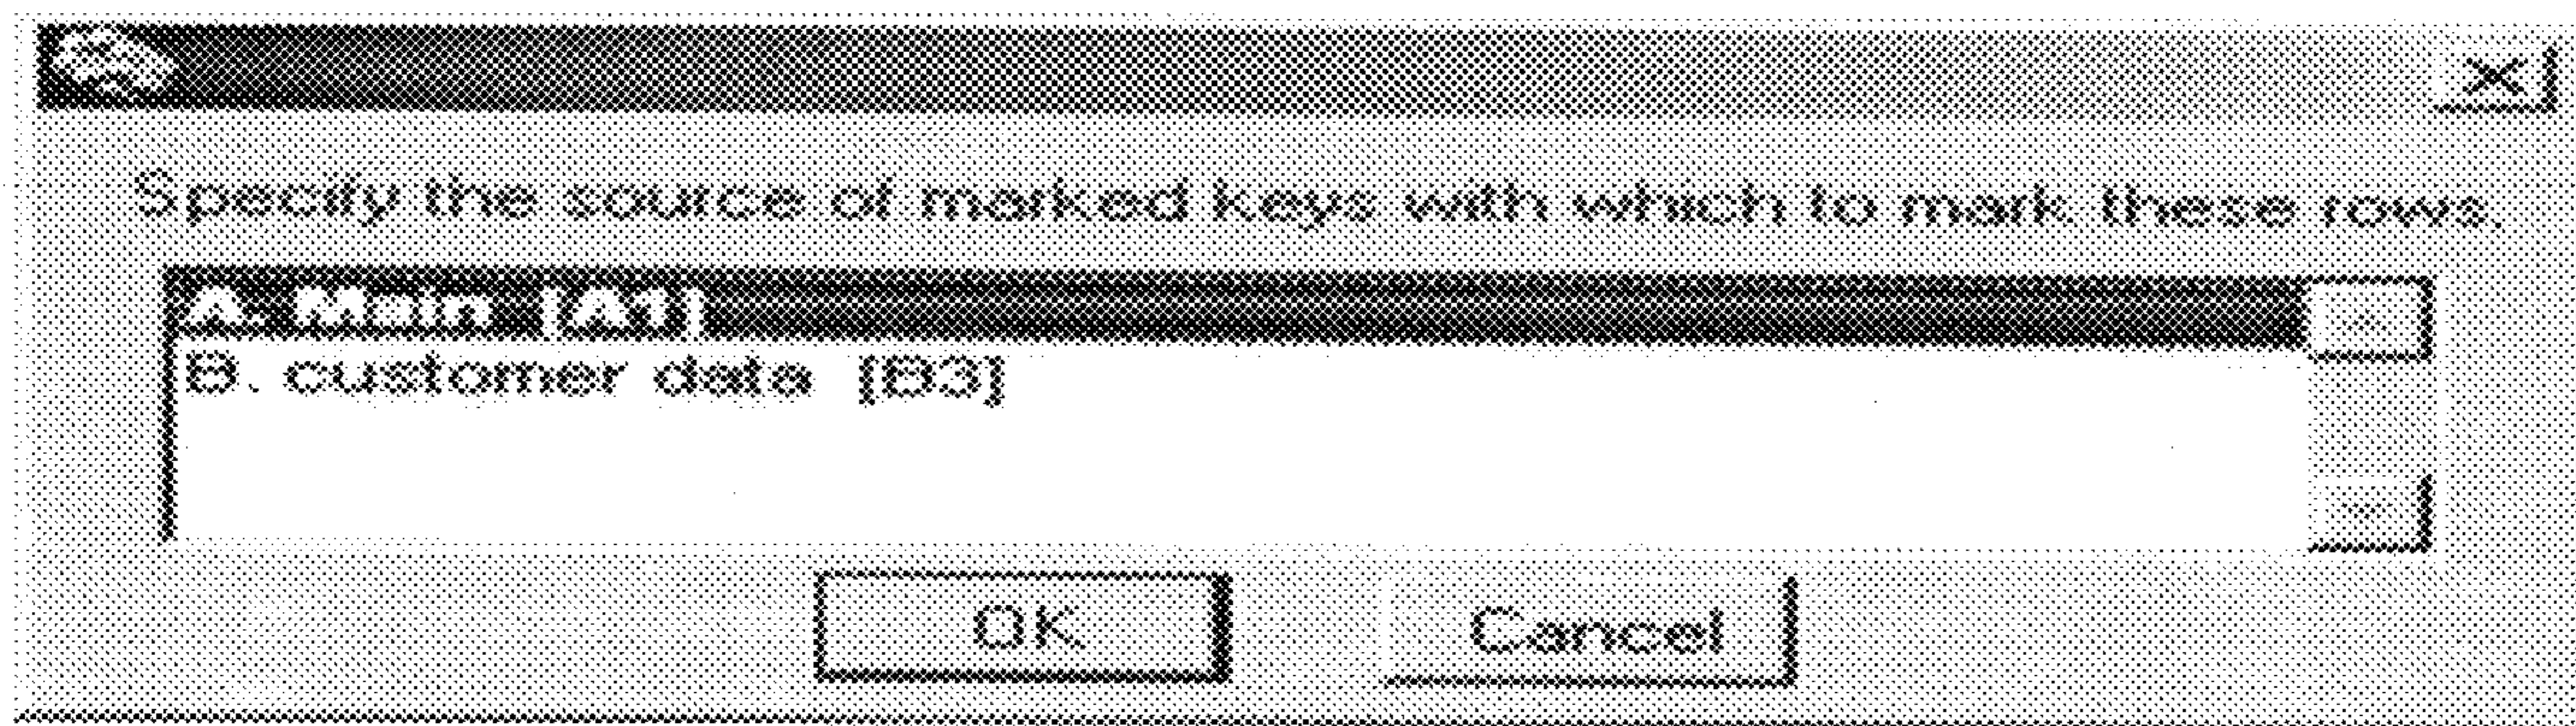 Specify the source of marked keys with which to mark these rows.
A. Main [A1]
B. customer data [B3]
OK Cancel